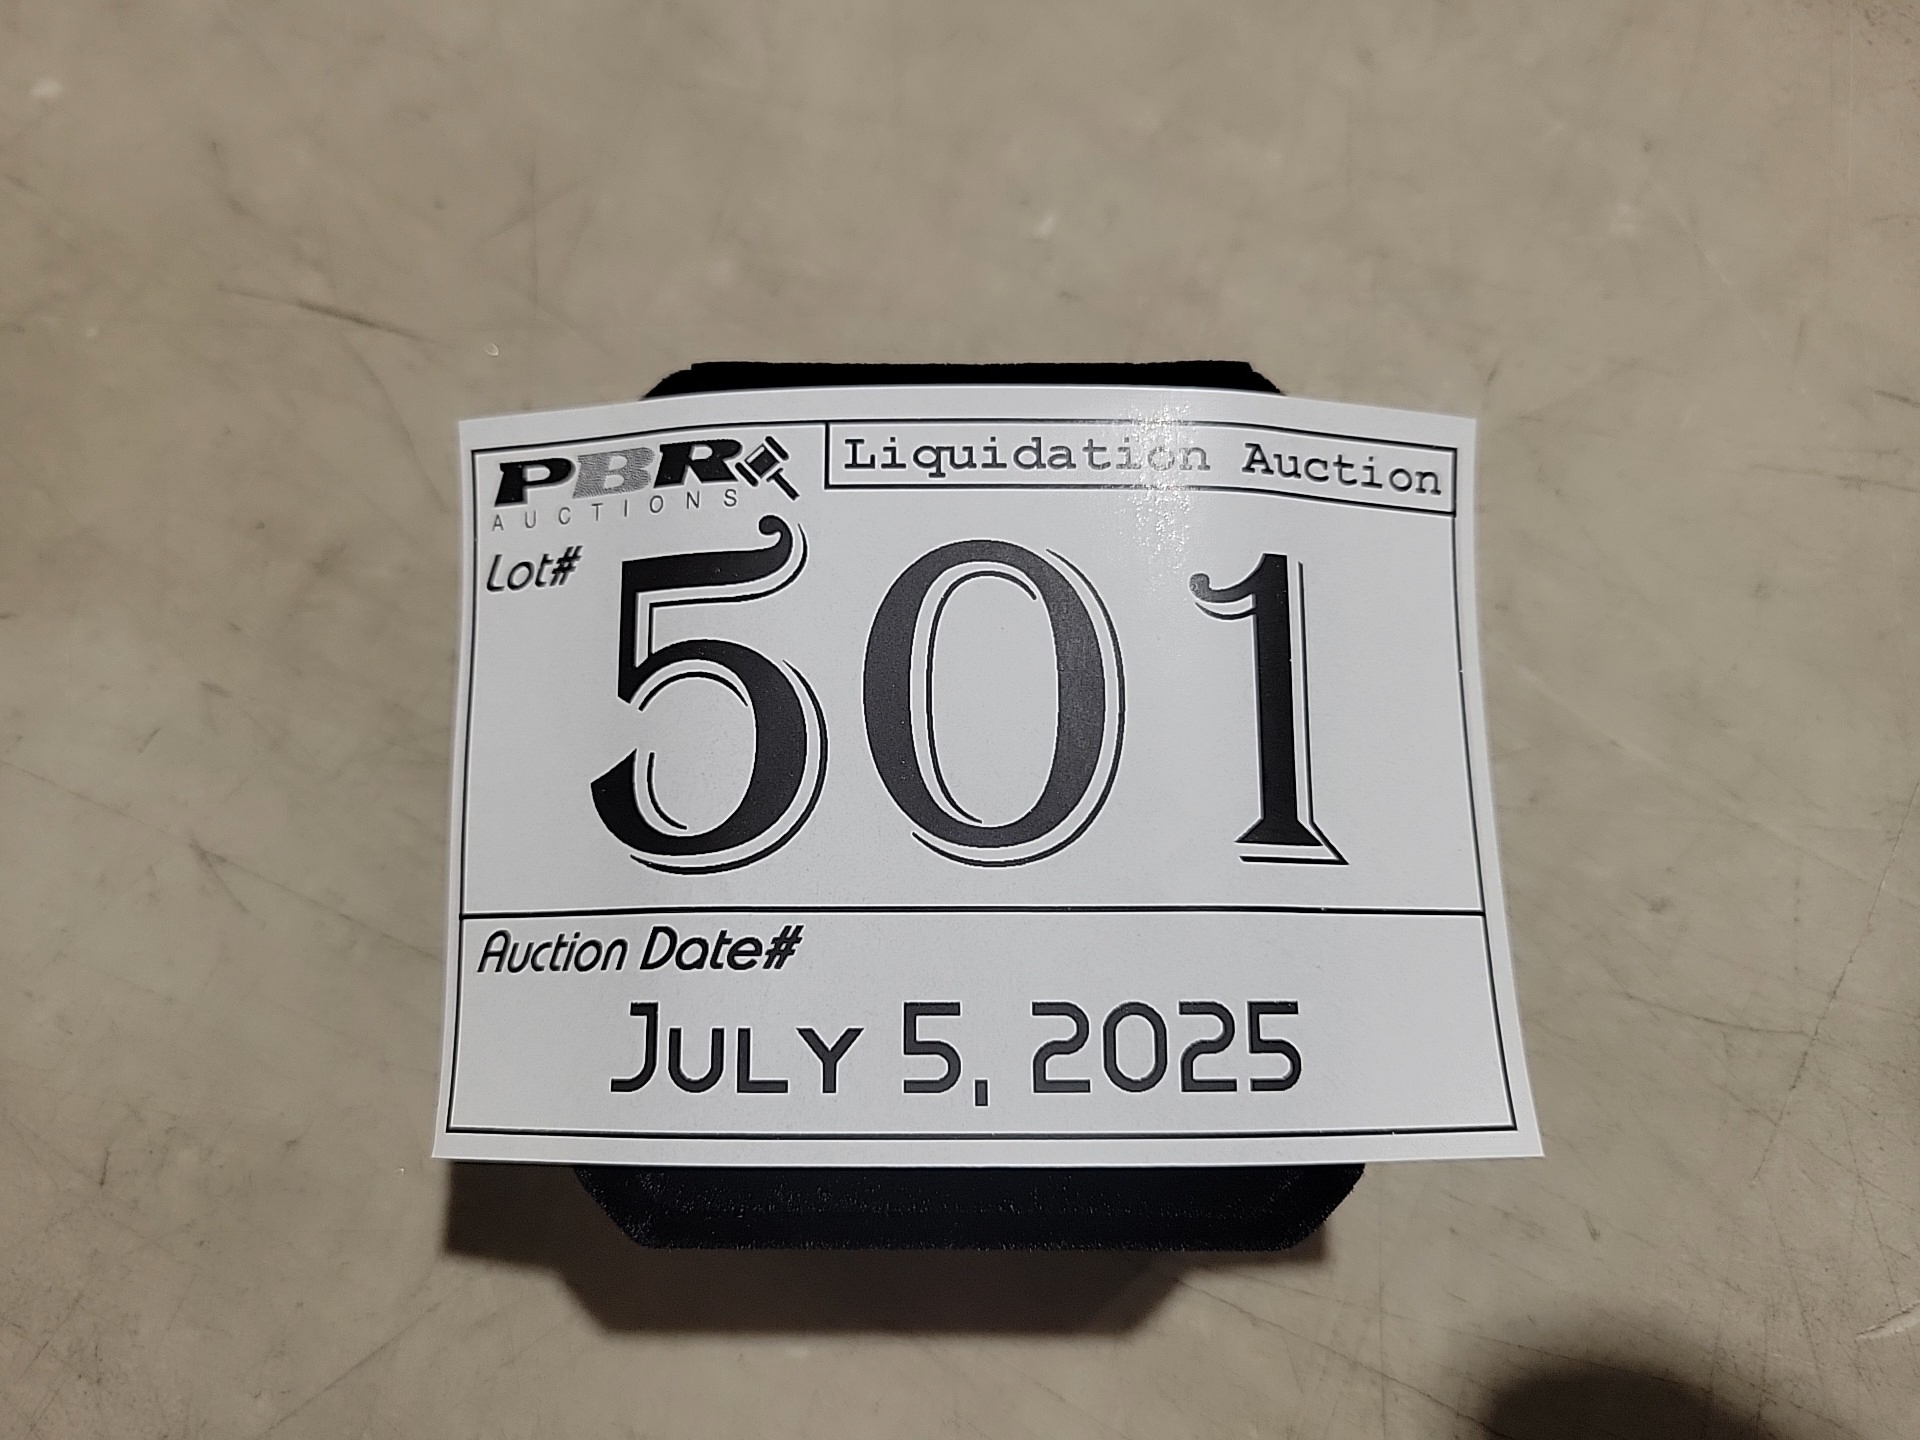 PBR
AUCTIONS
Liquidation Auction
Lot#
501
Auction Date#
July 5, 2025